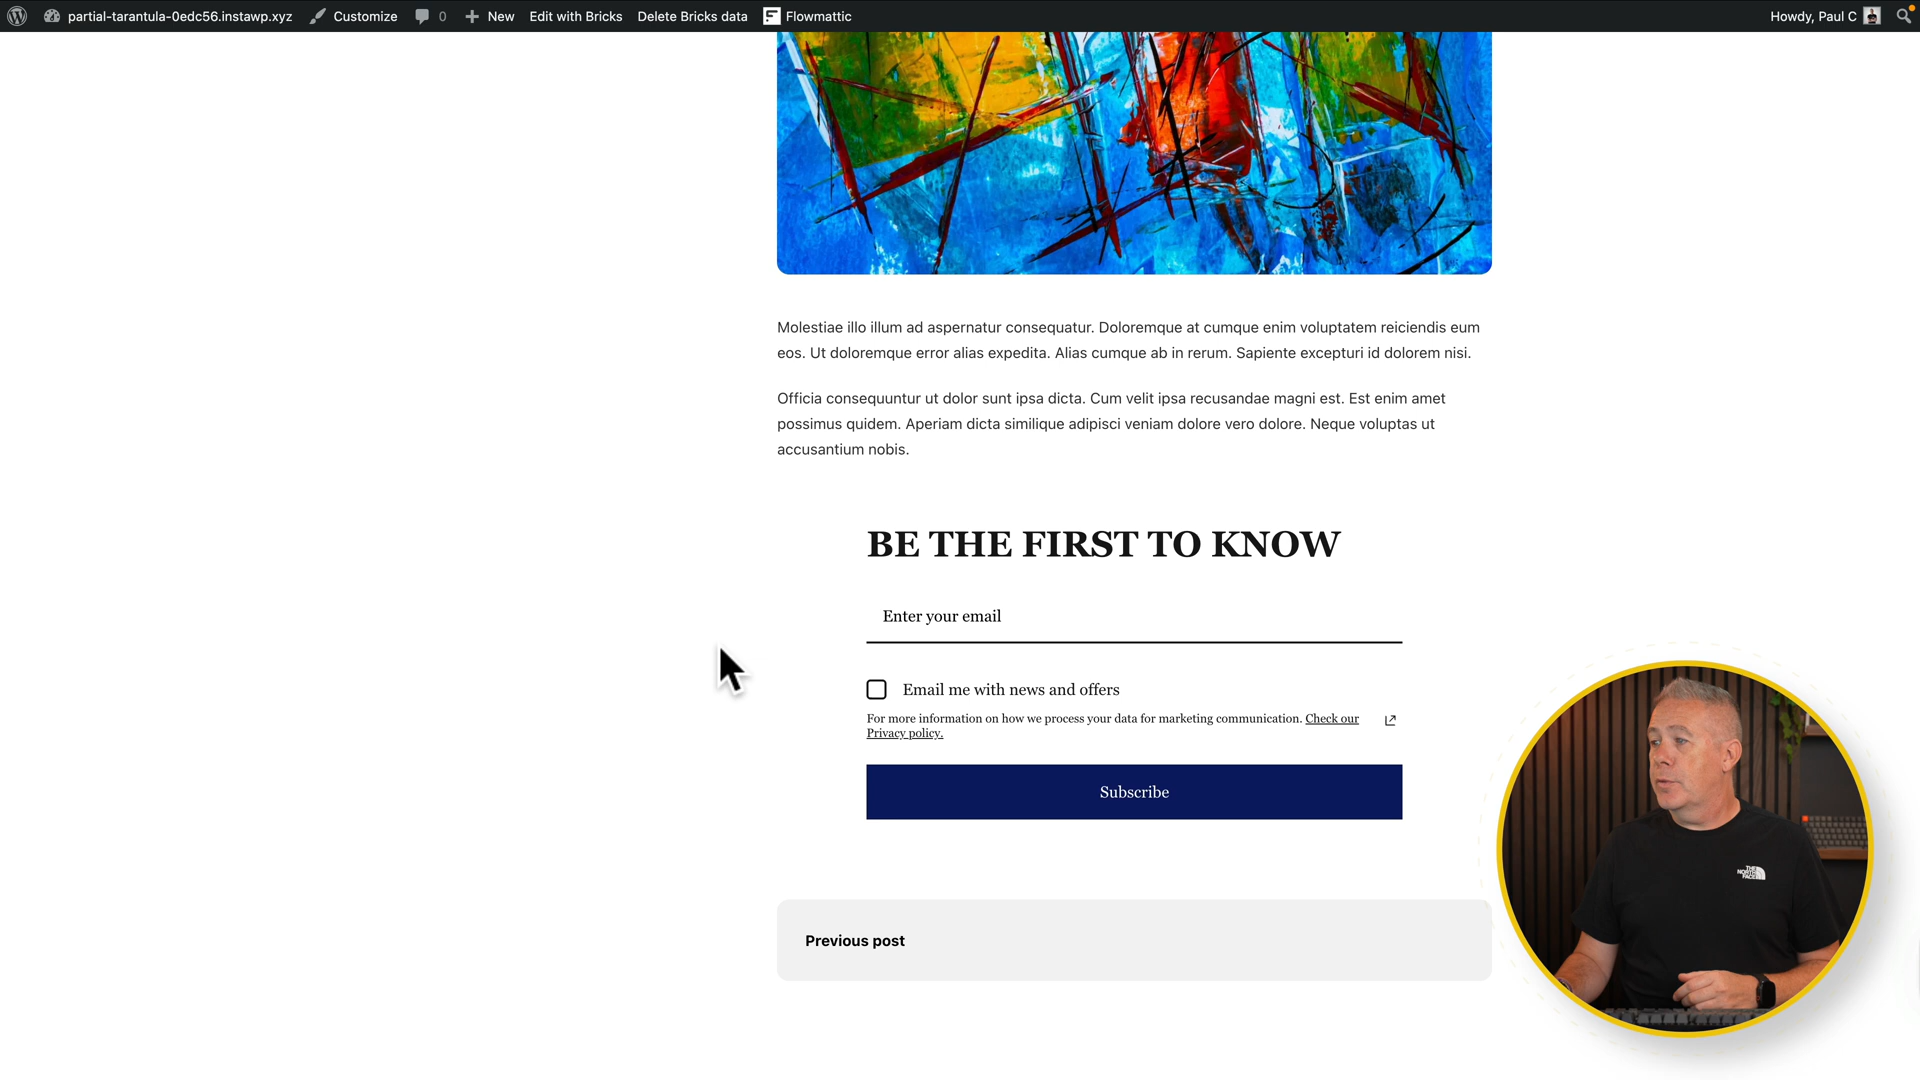 partial-tarantula-0edc56.instawp.xyz Customize 0 New Edit with Bricks Delete Bricks data Flowmattic Howdy, Paul C
Molestiae illo illum ad aspernatur consequatur. Doloremque at cumque enim voluptatem reiciendis eum
eos. Ut doloremque error alias expedita. Alias cumque ab in rerum. Sapiente excepturi id dolorem nisi.
Officia consequuntur ut dolor sunt ipsa dicta. Cum velit ipsa recusandae magni est. Est enim amet
possimus quidem. Aperiam dicta similique adipisci veniam dolore vero dolore. Neque voluptas ut
accusantium nobis.
BE THE FIRST TO KNOW
Enter your email
Email me with news and offers
For more information on how we process your data for marketing communication. Check our
Privacy policy.
Subscribe
THE
NORTH
FACE
Previous post